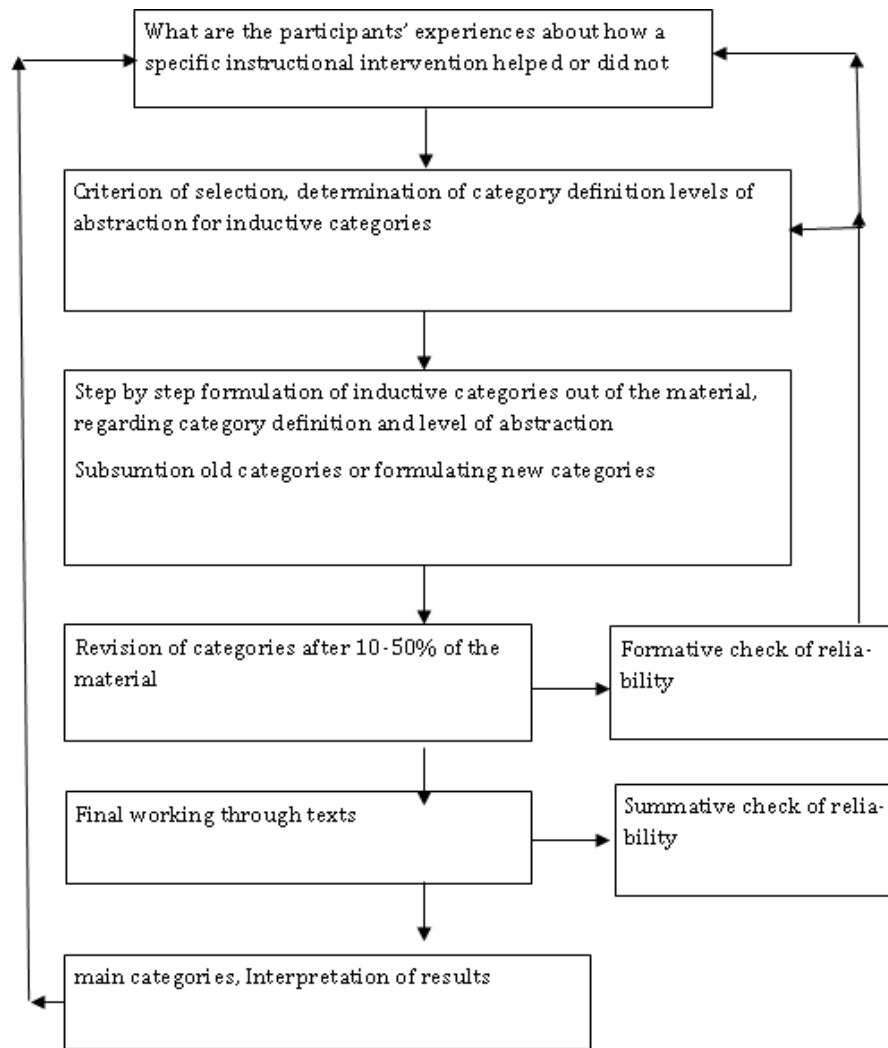 What are the participants' experiences about how a
specific instructional intervention helped or did not
Criterion of selection, determination of category definition levels of
abstraction for inductive categories
Step by step formulation of inductive categories out of the material,
regarding category definition and level of abstraction
Subsumtion old categories or formulating new categories
Revision of categories after 10-50% of the
material
Formative check of relia-
bility
Final working through texts
Summative check of relia-
bility
main categories, Interpretation of results